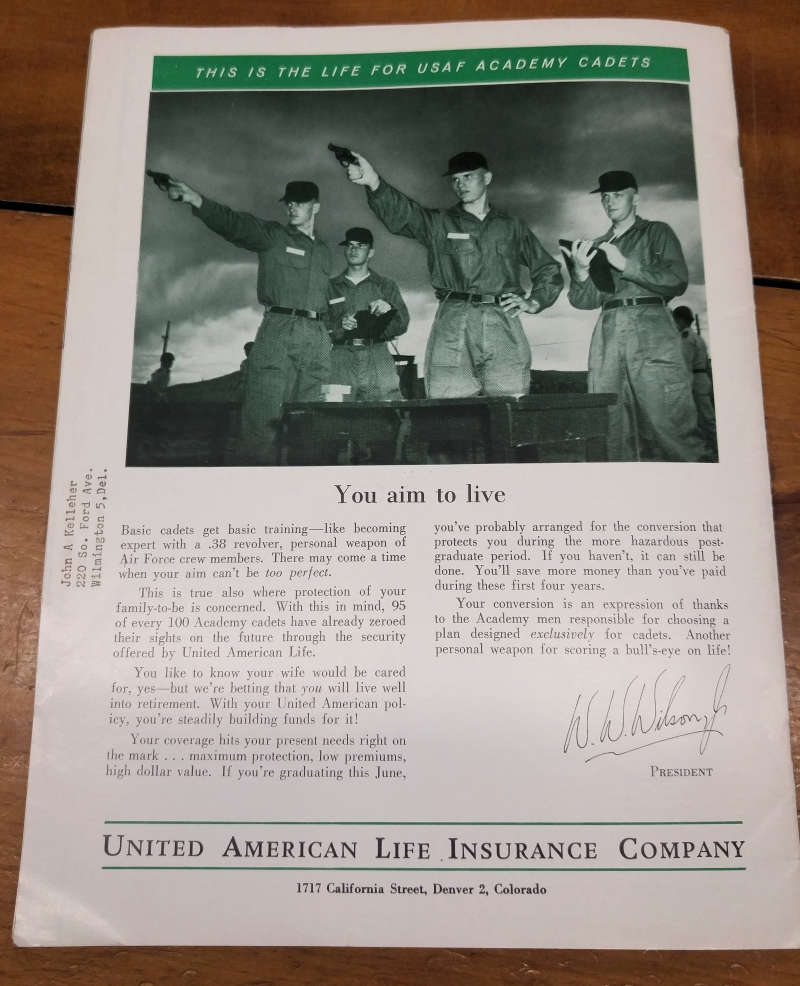 THIS IS THE LIFE FOR USAF ACADEMY CADETS
You aim to live
Basic cadets get basic training—like becoming
expert with a .38 revolver, personal weapon of
Air Force crew members. There may come a time
when your aim can't be too perfect.
This is true also where protection of your
family-to-be is concerned. With this in mind, 95
of every 100 Academy cadets have already zeroed
their sights on the future through the security
offered by United American Life.
You like to know your wife would be cared
for, yes—but we're betting that you will live well
into retirement. With your United American pol-
icy, you're steadily building funds for it!
Your coverage hits your present needs right on
the mark . . . maximum protection, low premiums,
high dollar value. If you're graduating this June,
you've probably arranged for the conversion that
protects you during the more hazardous post-
graduate period. If you haven't, it can still be
done. You'll save more money than you've paid
during these first four years.
Your conversion is an expression of thanks
to the Academy men responsible for choosing a
plan designed exclusively for cadets. Another
personal weapon for scoring a bull's-eye on life!
W. W. Wilson, Jr
PRESIDENT
UNITED AMERICAN LIFE INSURANCE COMPANY
1717 California Street, Denver 2, Colorado
John A Kelleher
220 So. Ford Ave.
Wilmington 5, Del.